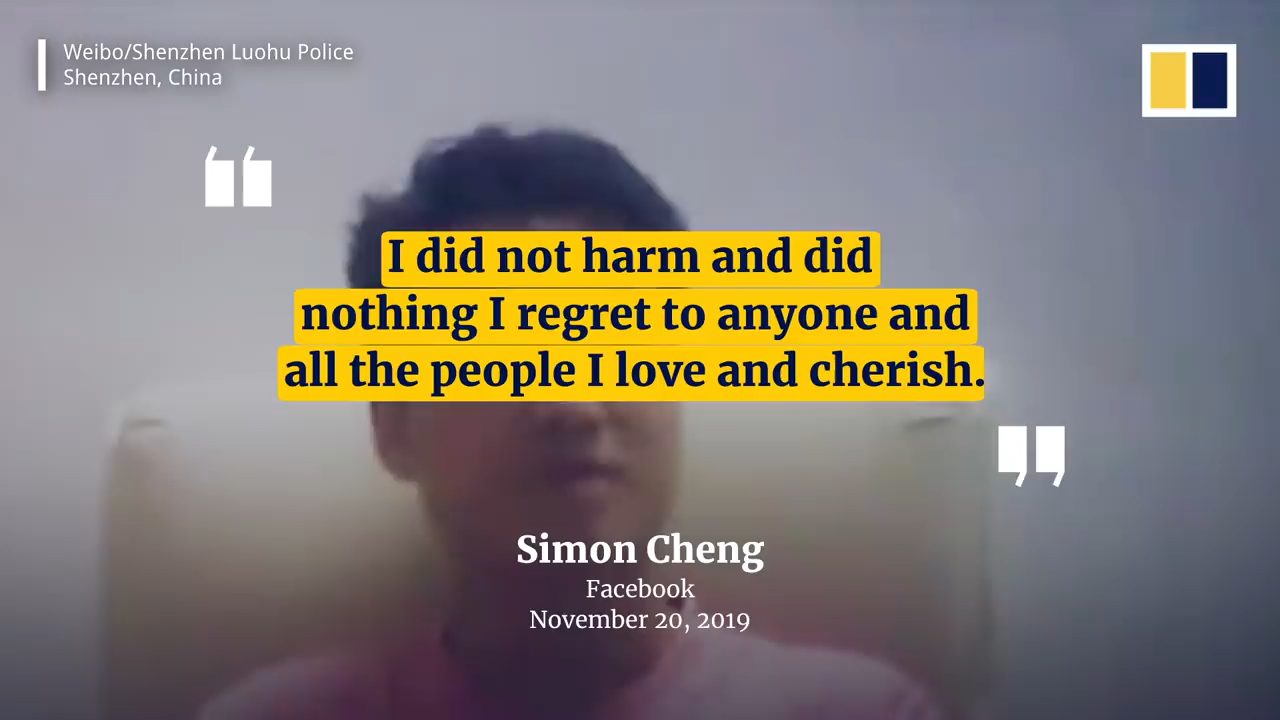 Weibo/Shenzhen Luohu Police
Shenzhen, China
“
I did not harm and did
nothing I regret to anyone and
all the people I love and cherish.
”
Simon Cheng
Facebook
November 20, 2019